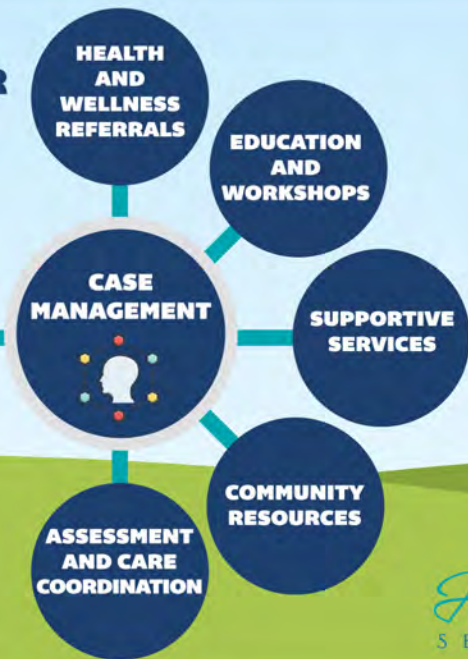 HEALTH
AND
WELLNESS
REFERRALS
EDUCATION
AND
WORKSHOPS
CASE
MANAGEMENT
SUPPORTIVE
SERVICES
COMMUNITY
RESOURCES
ASSESSMENT
AND CARE
COORDINATION